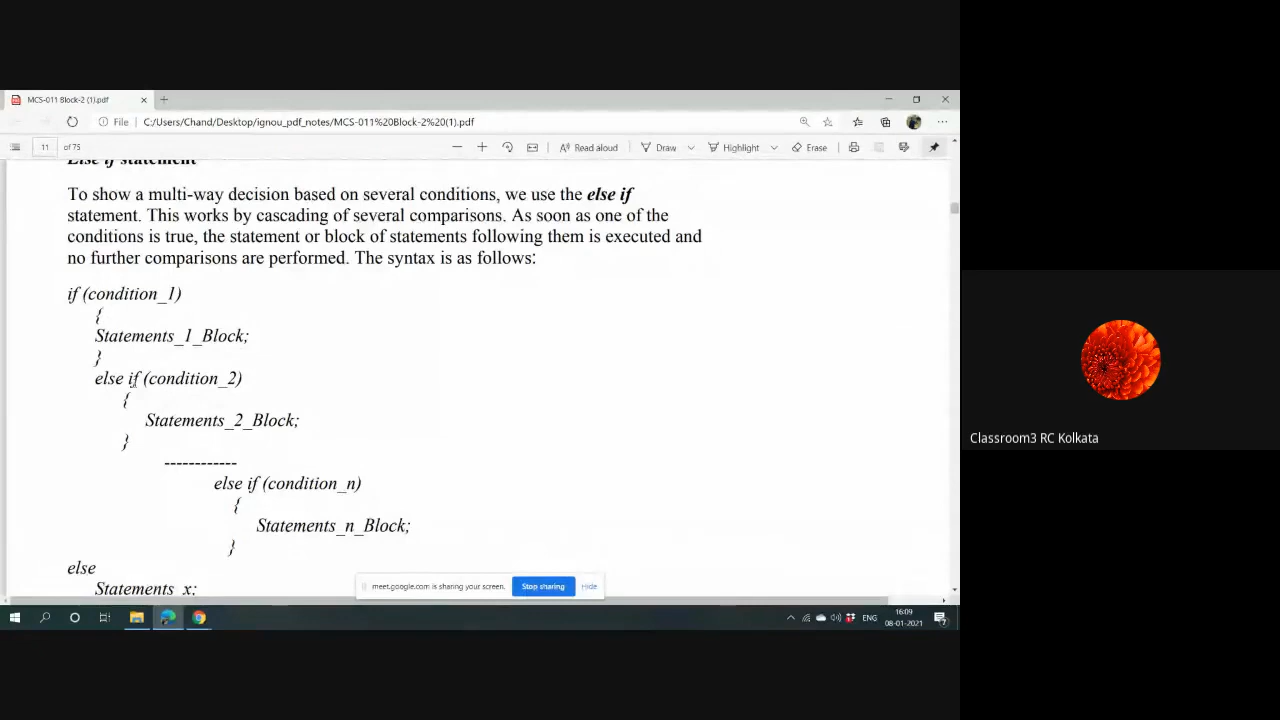 MCS-011 Block-2 (1).pdf
File
C:/Users/Chand/Desktop/ignou_pdf_notes/MCS-011%20Block-2%20(1).pdf
11 of 75
Read aloud
Draw
Highlight
Erase
Else if statement
To show a multi-way decision based on several conditions, we use the else if
statement. This works by cascading of several comparisons. As soon as one of the
conditions is true, the statement or block of statements following them is executed and
no further comparisons are performed. The syntax is as follows:
if (condition_1)
{
Statements_1_Block;
}
else if (condition_2)
{
Statements_2_Block;
}
------------
else if (condition_n)
{
Statements_n_Block;
}
else
Statements_x;
meet.google.com is sharing your screen.
Stop sharing
Hide
ENG
16:09
08-01-2021
Classroom3 RC Kolkata